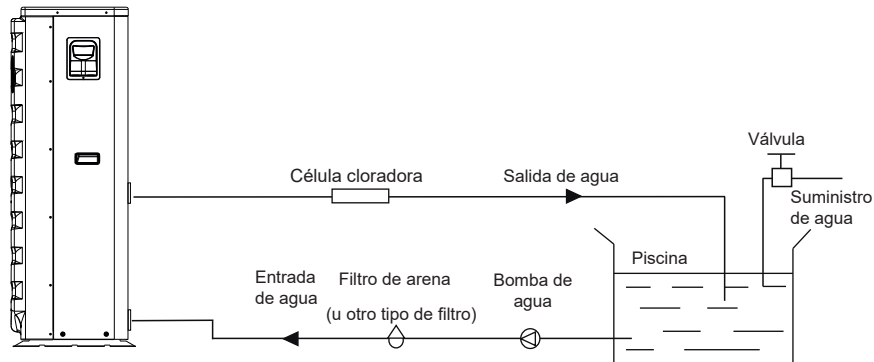 Válvula
Célula cloradora
Salida de agua
Suministro
de agua
Piscina
Entrada
de agua
Filtro de arena
(u otro tipo de filtro)
Bomba de
agua